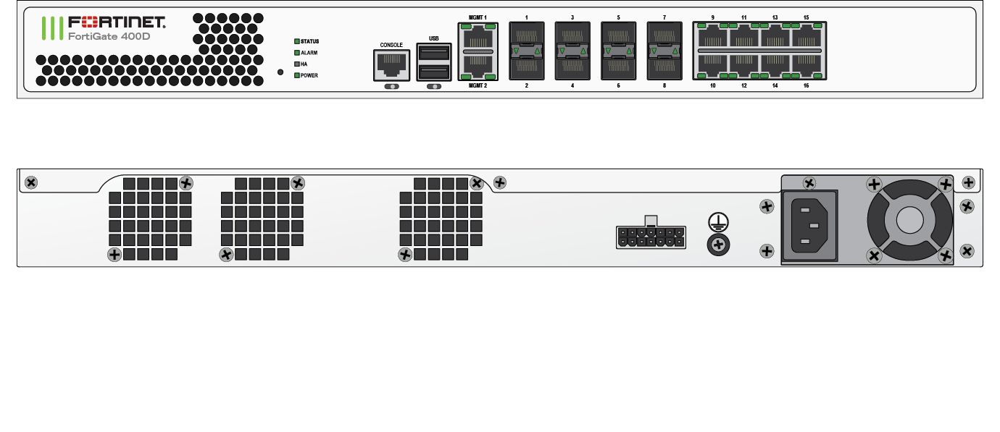 FORTINET.
FortiGate 400D
STATUS
ALARM
HA
POWER
CONSOLE
USB
MGMT 1
MGMT 2
1 3 5 7 9 11 13 15
2 4 6 8 10 12 14 16